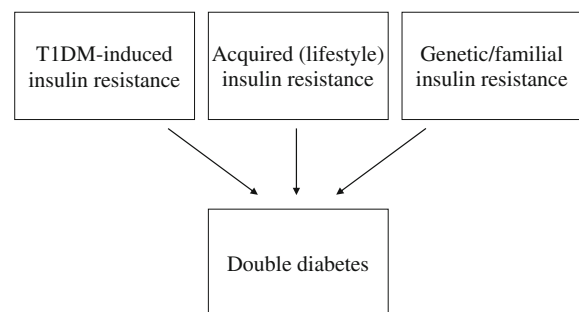 T1DM-induced
insulin resistance
Acquired (lifestyle)
insulin resistance
Genetic/familial
insulin resistance
Double diabetes